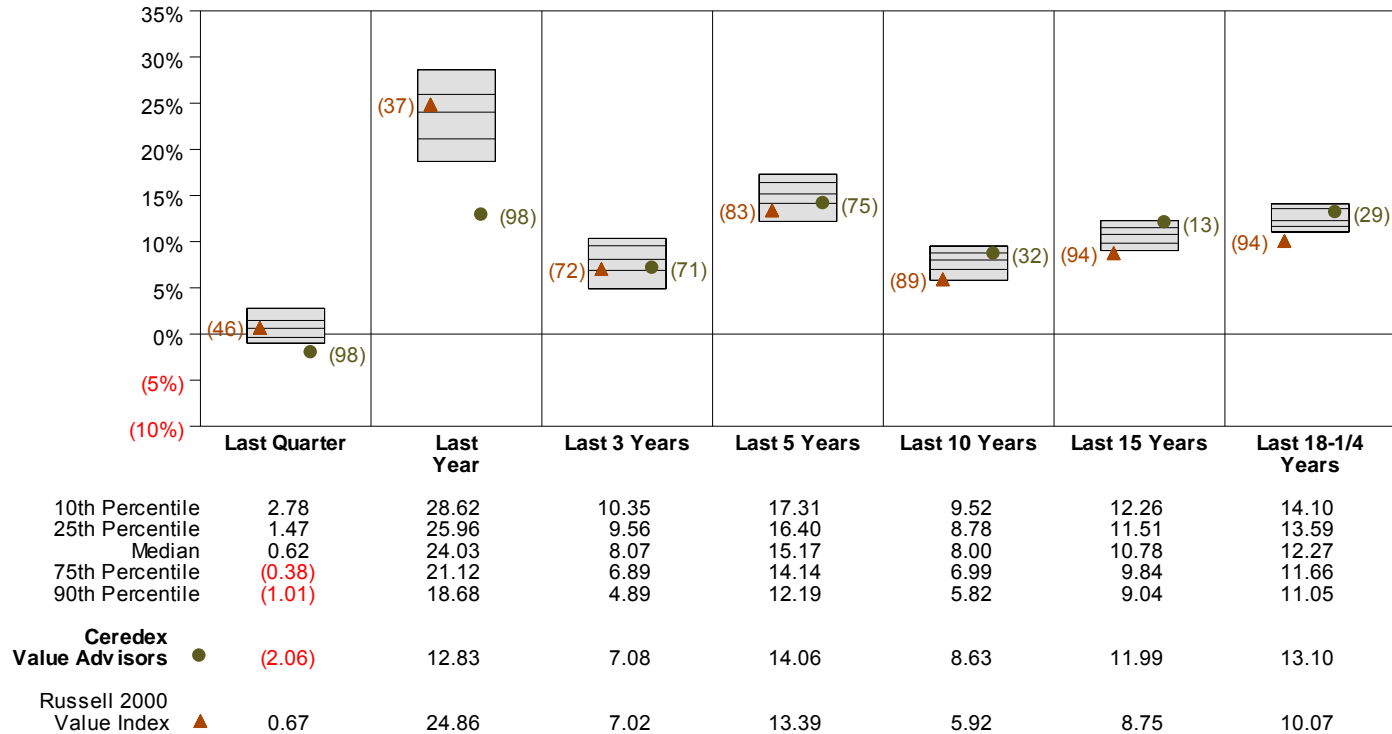 35%
30%
25%
20%
15%
10%
5%
0%
(5%)
(10%)
(46)
(98)
(37)
(98)
(72)
(71)
(83)
(75)
(89)
(32)
(94)
(13)
(94)
(29)
Last Quarter Last Last 3 Years Last 5 Years Last 10 Years Last 15 Years Last 18-1/4
Year Years
10th Percentile 2.78 28.62 10.35 17.31 9.52 12.26 14.10
25th Percentile 1.47 25.96 9.56 16.40 8.78 11.51 13.59
Median 0.62 24.03 8.07 15.17 8.00 10.78 12.27
75th Percentile (0.38) 21.12 6.89 14.14 6.99 9.84 11.66
90th Percentile (1.01) 18.68 4.89 12.19 5.82 9.04 11.05
Ceredex
Value Advisors (2.06) 12.83 7.08 14.06 8.63 11.99 13.10
Russell 2000
Value Index 0.67 24.86 7.02 13.39 5.92 8.75 10.07